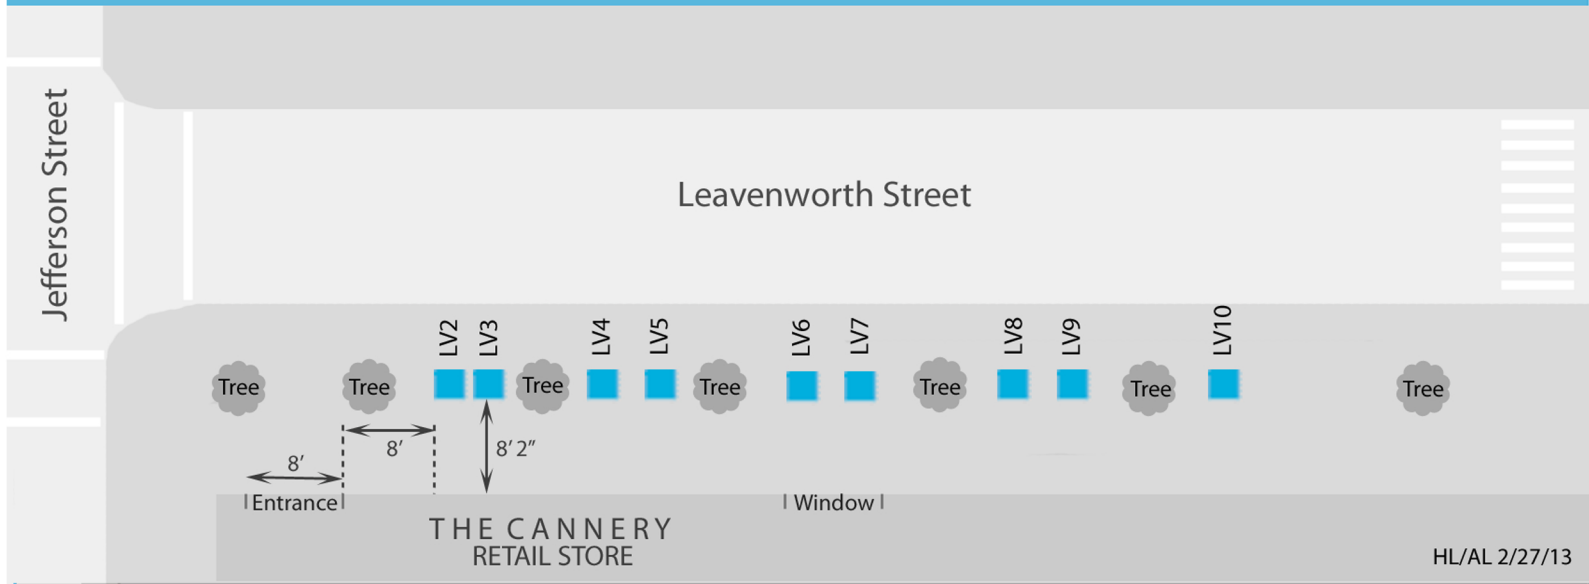 Jefferson Street
Leavenworth Street
LV2
LV3
LV4
LV5
LV6
LV7
LV8
LV9
LV10
Tree
Tree
Tree
Tree
Tree
Tree
Tree
8'
8' 2"
8'
Entrance
Window
THE CANNERY
RETAIL STORE
HL/AL 2/27/13